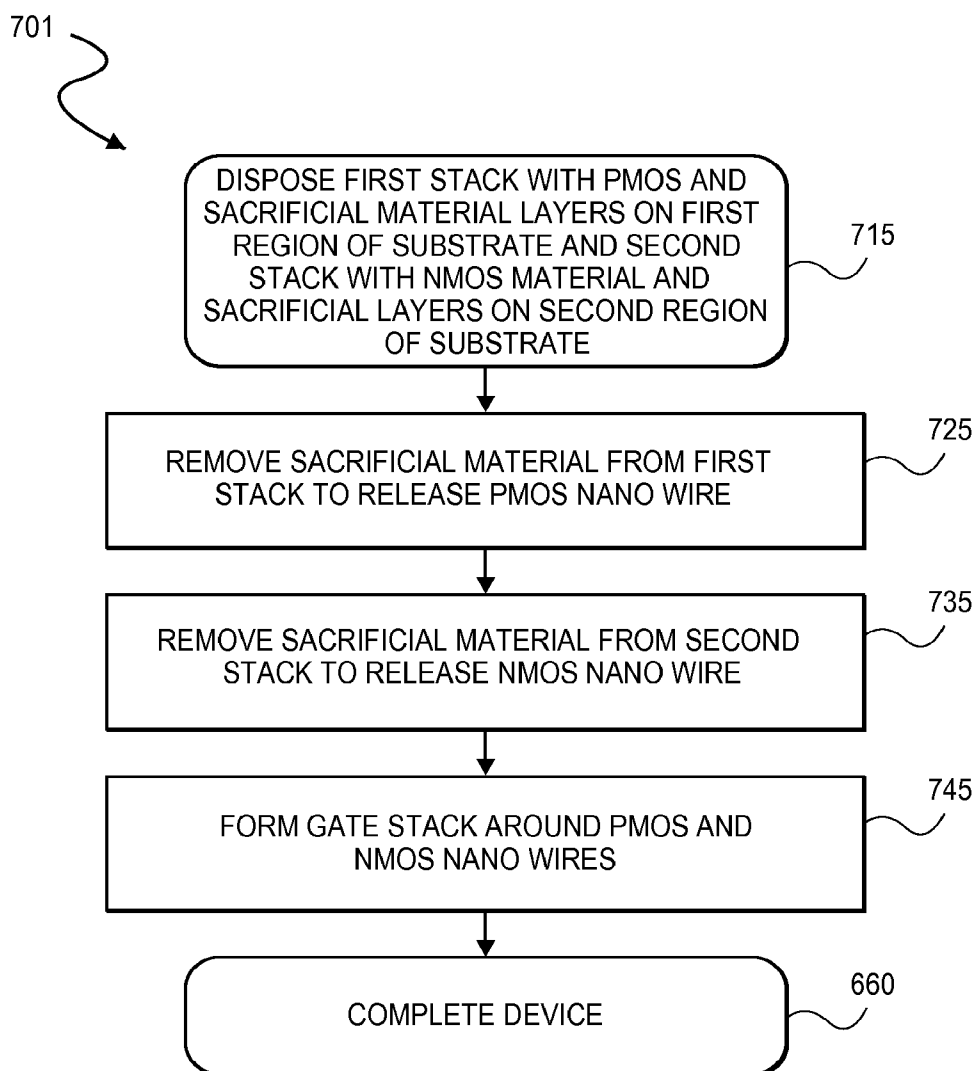 701
DISPOSE FIRST STACK WITH PMOS AND
SACRIFICIAL MATERIAL LAYERS ON FIRST
REGION OF SUBSTRATE AND SECOND
STACK WITH NMOS MATERIAL AND
SACRIFICIAL LAYERS ON SECOND REGION
OF SUBSTRATE
715
REMOVE SACRIFICIAL MATERIAL FROM FIRST
STACK TO RELEASE PMOS NANO WIRE
725
REMOVE SACRIFICIAL MATERIAL FROM SECOND
STACK TO RELEASE NMOS NANO WIRE
735
FORM GATE STACK AROUND PMOS AND
NMOS NANO WIRES
745
COMPLETE DEVICE
660